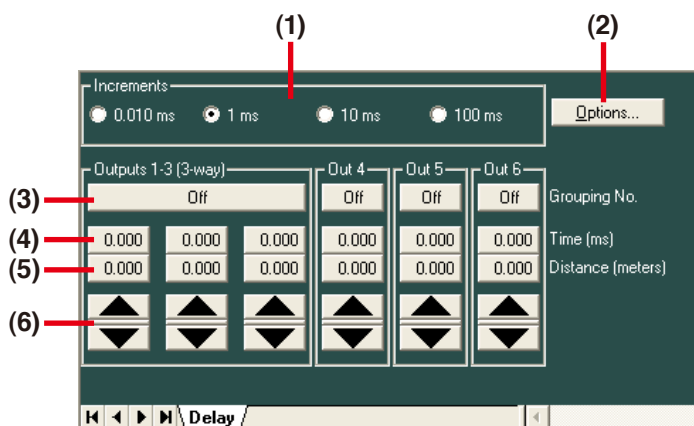 (1) (2)
Increments
0.010 ms 1 ms 10 ms 100 ms Options...
Outputs 1-3 (3-way) Out 4 Out 5 Out 6
(3) Off Off Off Off Grouping No.
(4) 0.000 0.000 0.000 0.000 0.000 0.000 Time (ms)
(5) 0.000 0.000 0.000 0.000 0.000 0.000 Distance (meters)
(6)
Delay